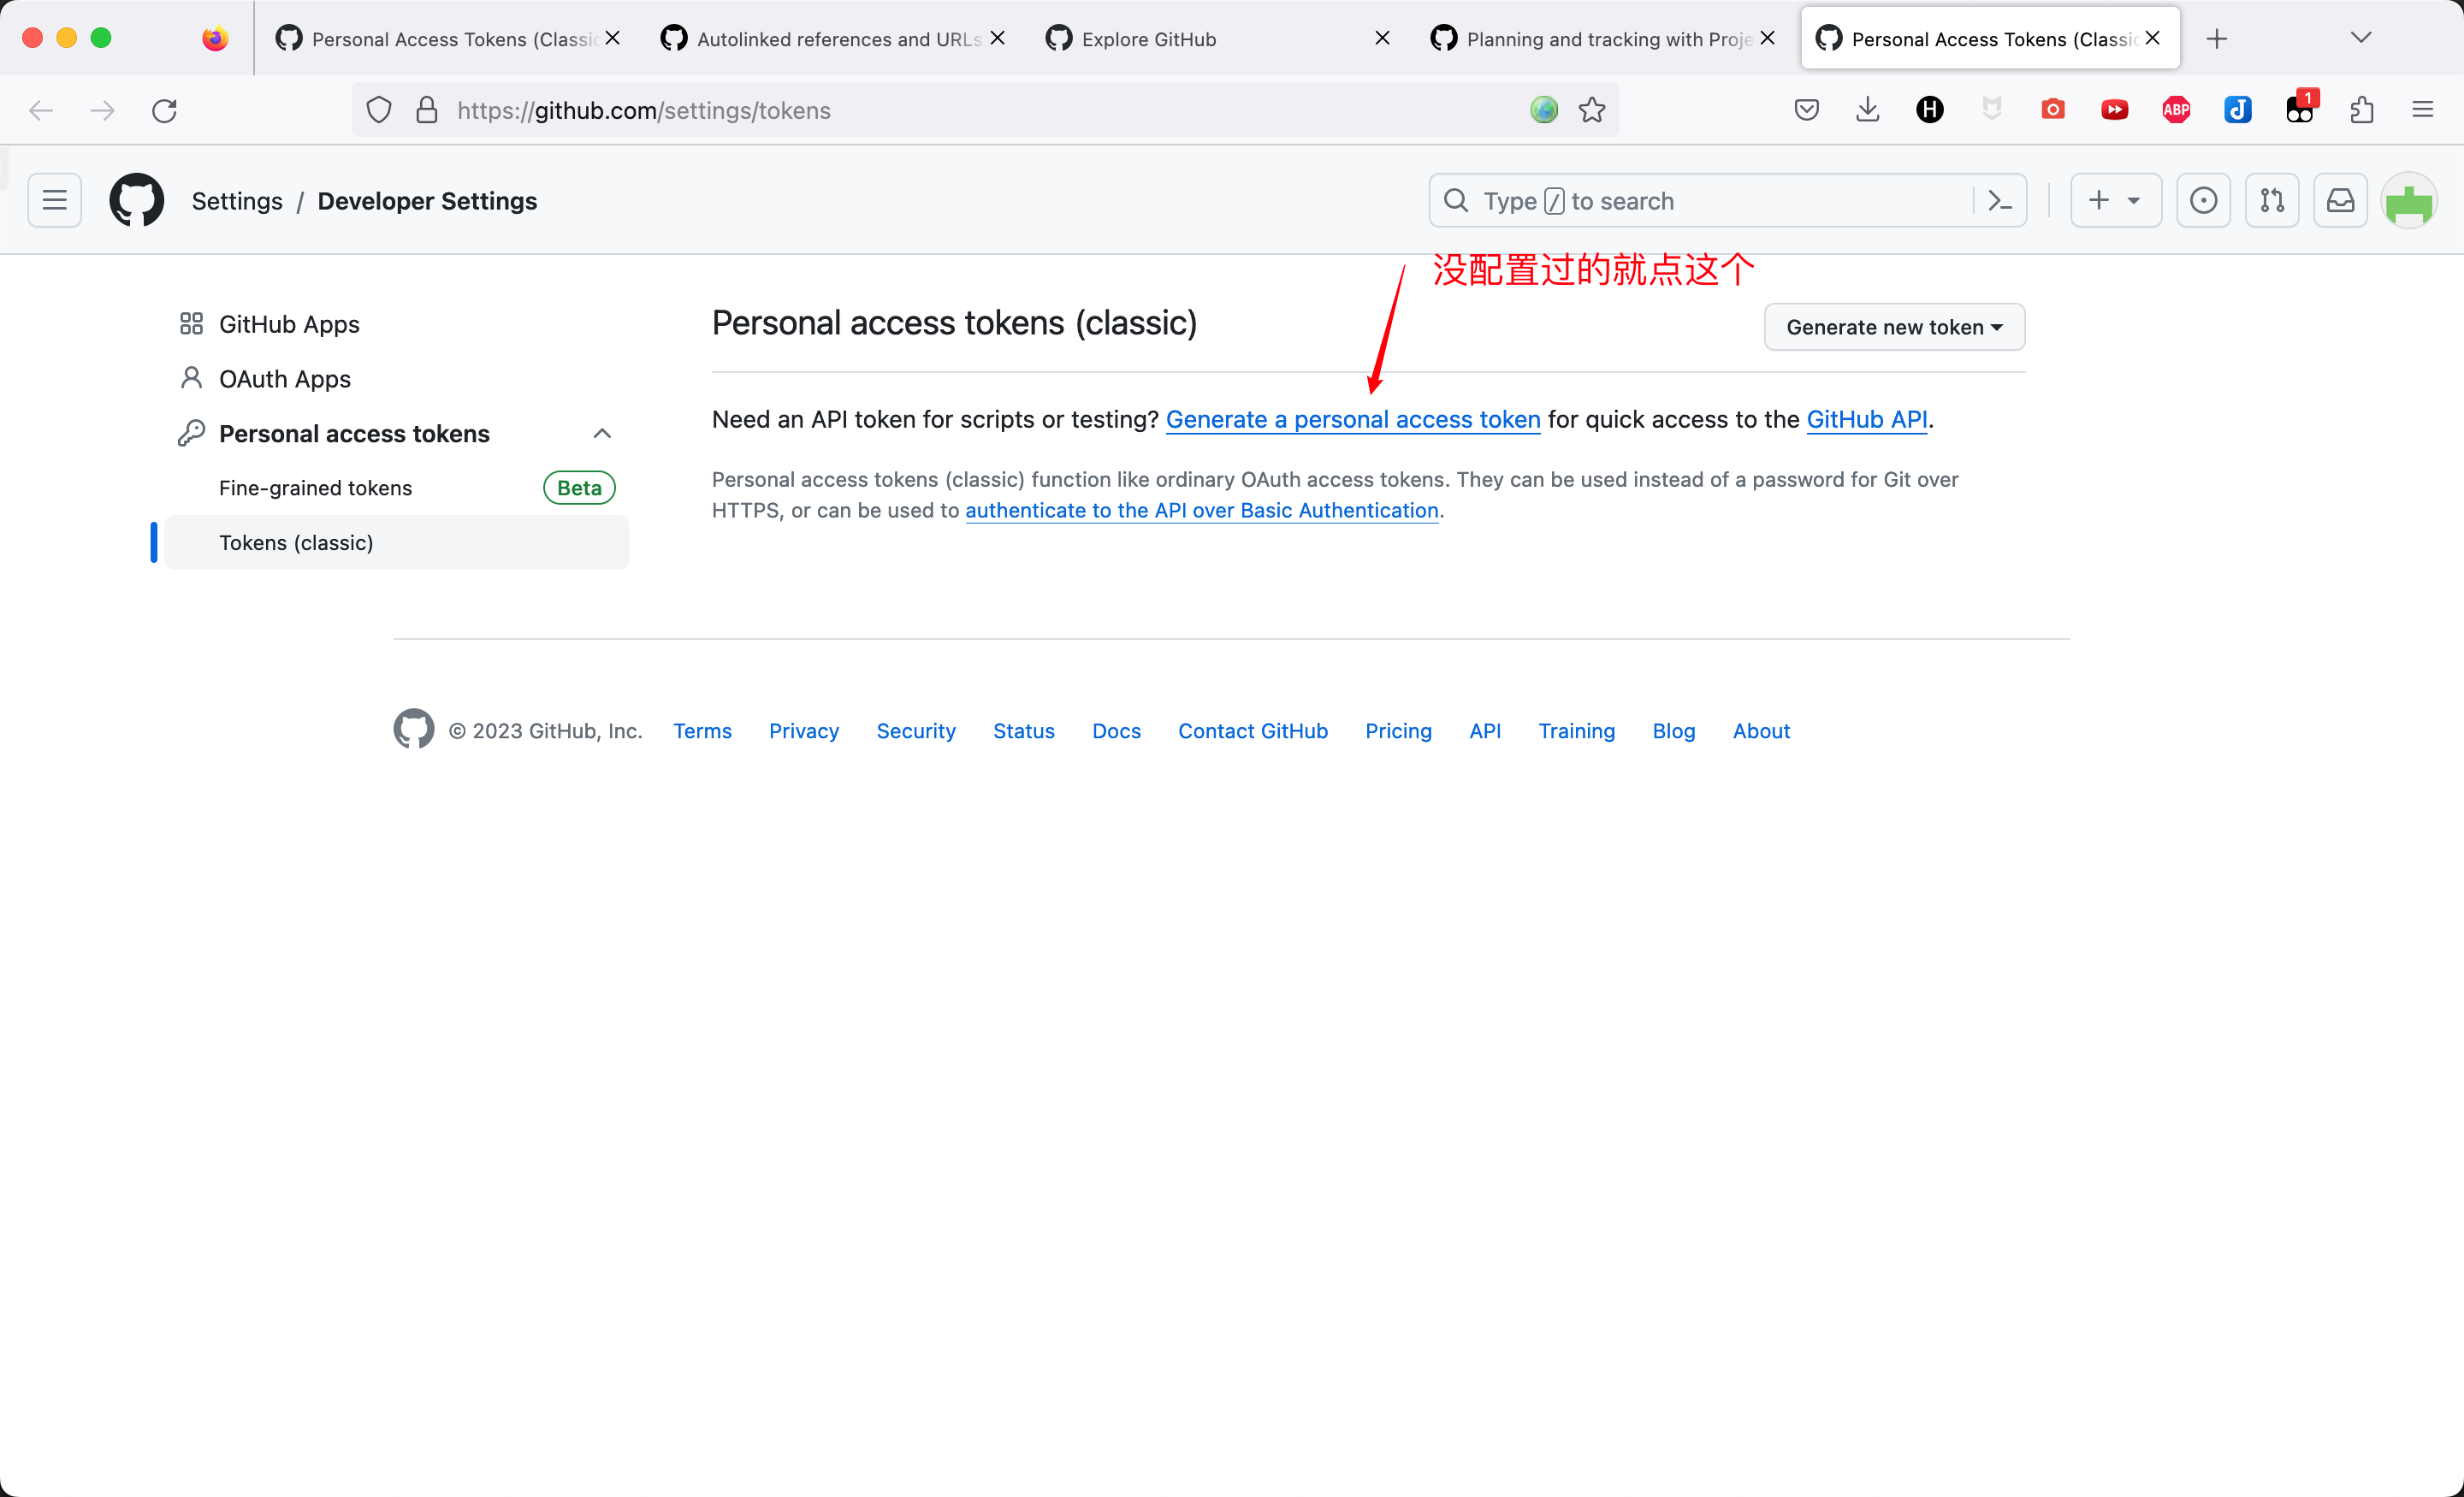 Personal Access Tokens (Classic
Autolinked references and URLs
Explore GitHub
Planning and tracking with Proje
Personal Access Tokens (Classic
https://github.com/settings/tokens
H
ABP
1
Settings / Developer Settings
Type / to search
没配置过的就点这个
GitHub Apps
OAuth Apps
Personal access tokens
Fine-grained tokens
Beta
Tokens (classic)
Personal access tokens (classic)
Generate new token
Need an API token for scripts or testing? Generate a personal access token for quick access to the GitHub API.
Personal access tokens (classic) function like ordinary OAuth access tokens. They can be used instead of a password for Git over
HTTPS, or can be used to authenticate to the API over Basic Authentication.
© 2023 GitHub, Inc.
Terms
Privacy
Security
Status
Docs
Contact GitHub
Pricing
API
Training
Blog
About